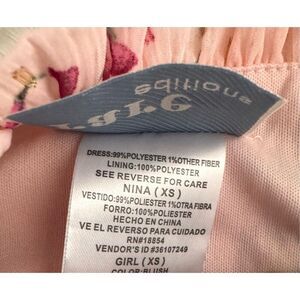 editions
DRESS:99%POLYESTER 1%OTHER FIBER
LINING:100%POLYESTER
SEE REVERSE FOR CARE
NINA ( XS )
VESTIDO:99%POLIESTER 1%OTRA FIBRA
FORRO:100%POLIESTER
HECHO EN CHINA
VE EL REVERSO PARA CUIDADO
RN#18854
VENDOR'S ID #36107249
GIRL ( XS )
COLOR:BLUSH